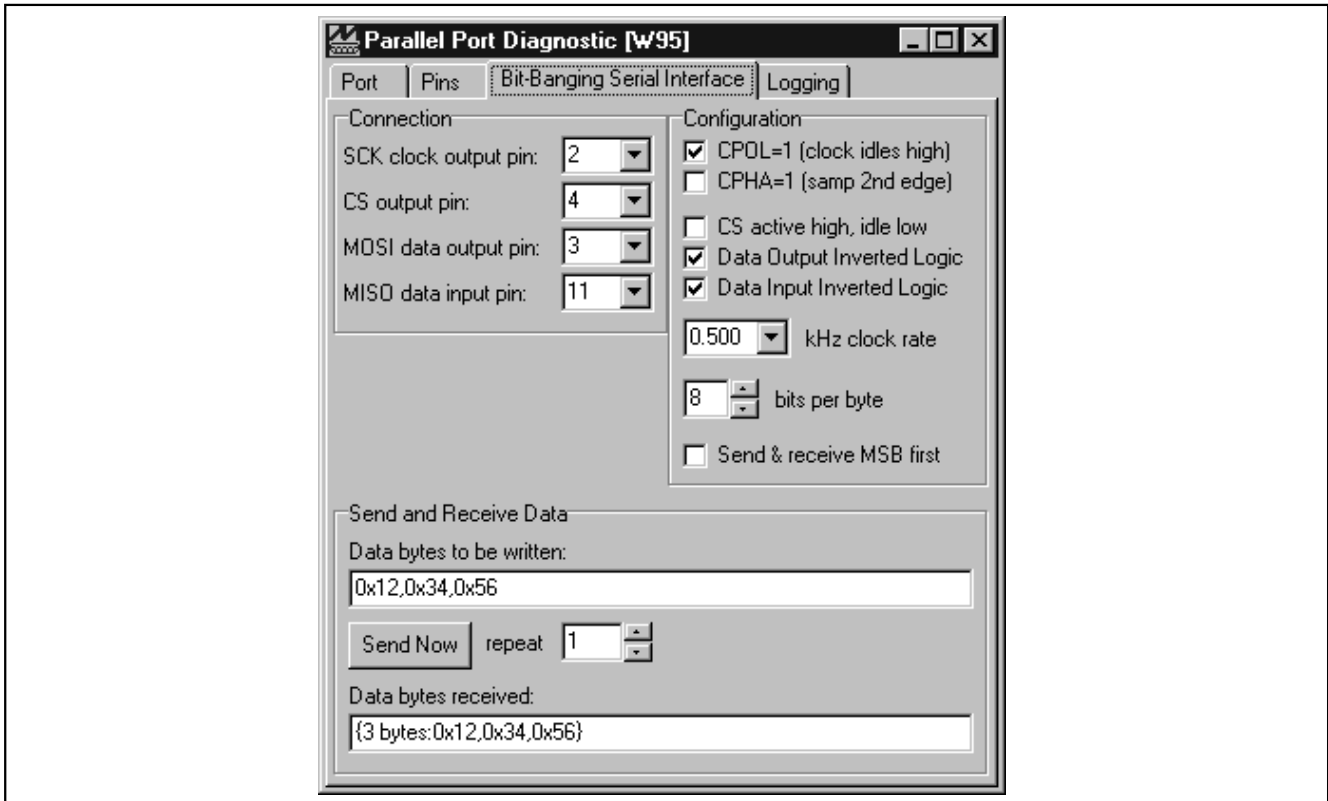 Parallel Port Diagnostic [W95]
Port Pins Bit-Banging Serial Interface Logging
Connection
SCK clock output pin: 2
CS output pin: 4
MOSI data output pin: 3
MISO data input pin: 11
Configuration
CPOL=1 (clock idles high)
CPHA=1 (samp 2nd edge)
CS active high, idle low
Data Output Inverted Logic
Data Input Inverted Logic
0.500 kHz clock rate
8 bits per byte
Send & receive MSB first
Send and Receive Data
Data bytes to be written:
0x12,0x34,0x56
Send Now repeat 1
Data bytes received:
{3 bytes:0x12,0x34,0x56}